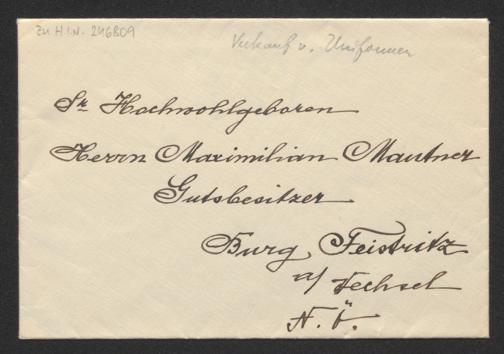 Zu H.I.N. 246809
Verkauf v. Uniformen
Sr. Hochwohlgeboren
Herrn Maximilian Mautner
Gutsbesitzer
Burg Feistritz
a/ Wechsel
N. Ö.